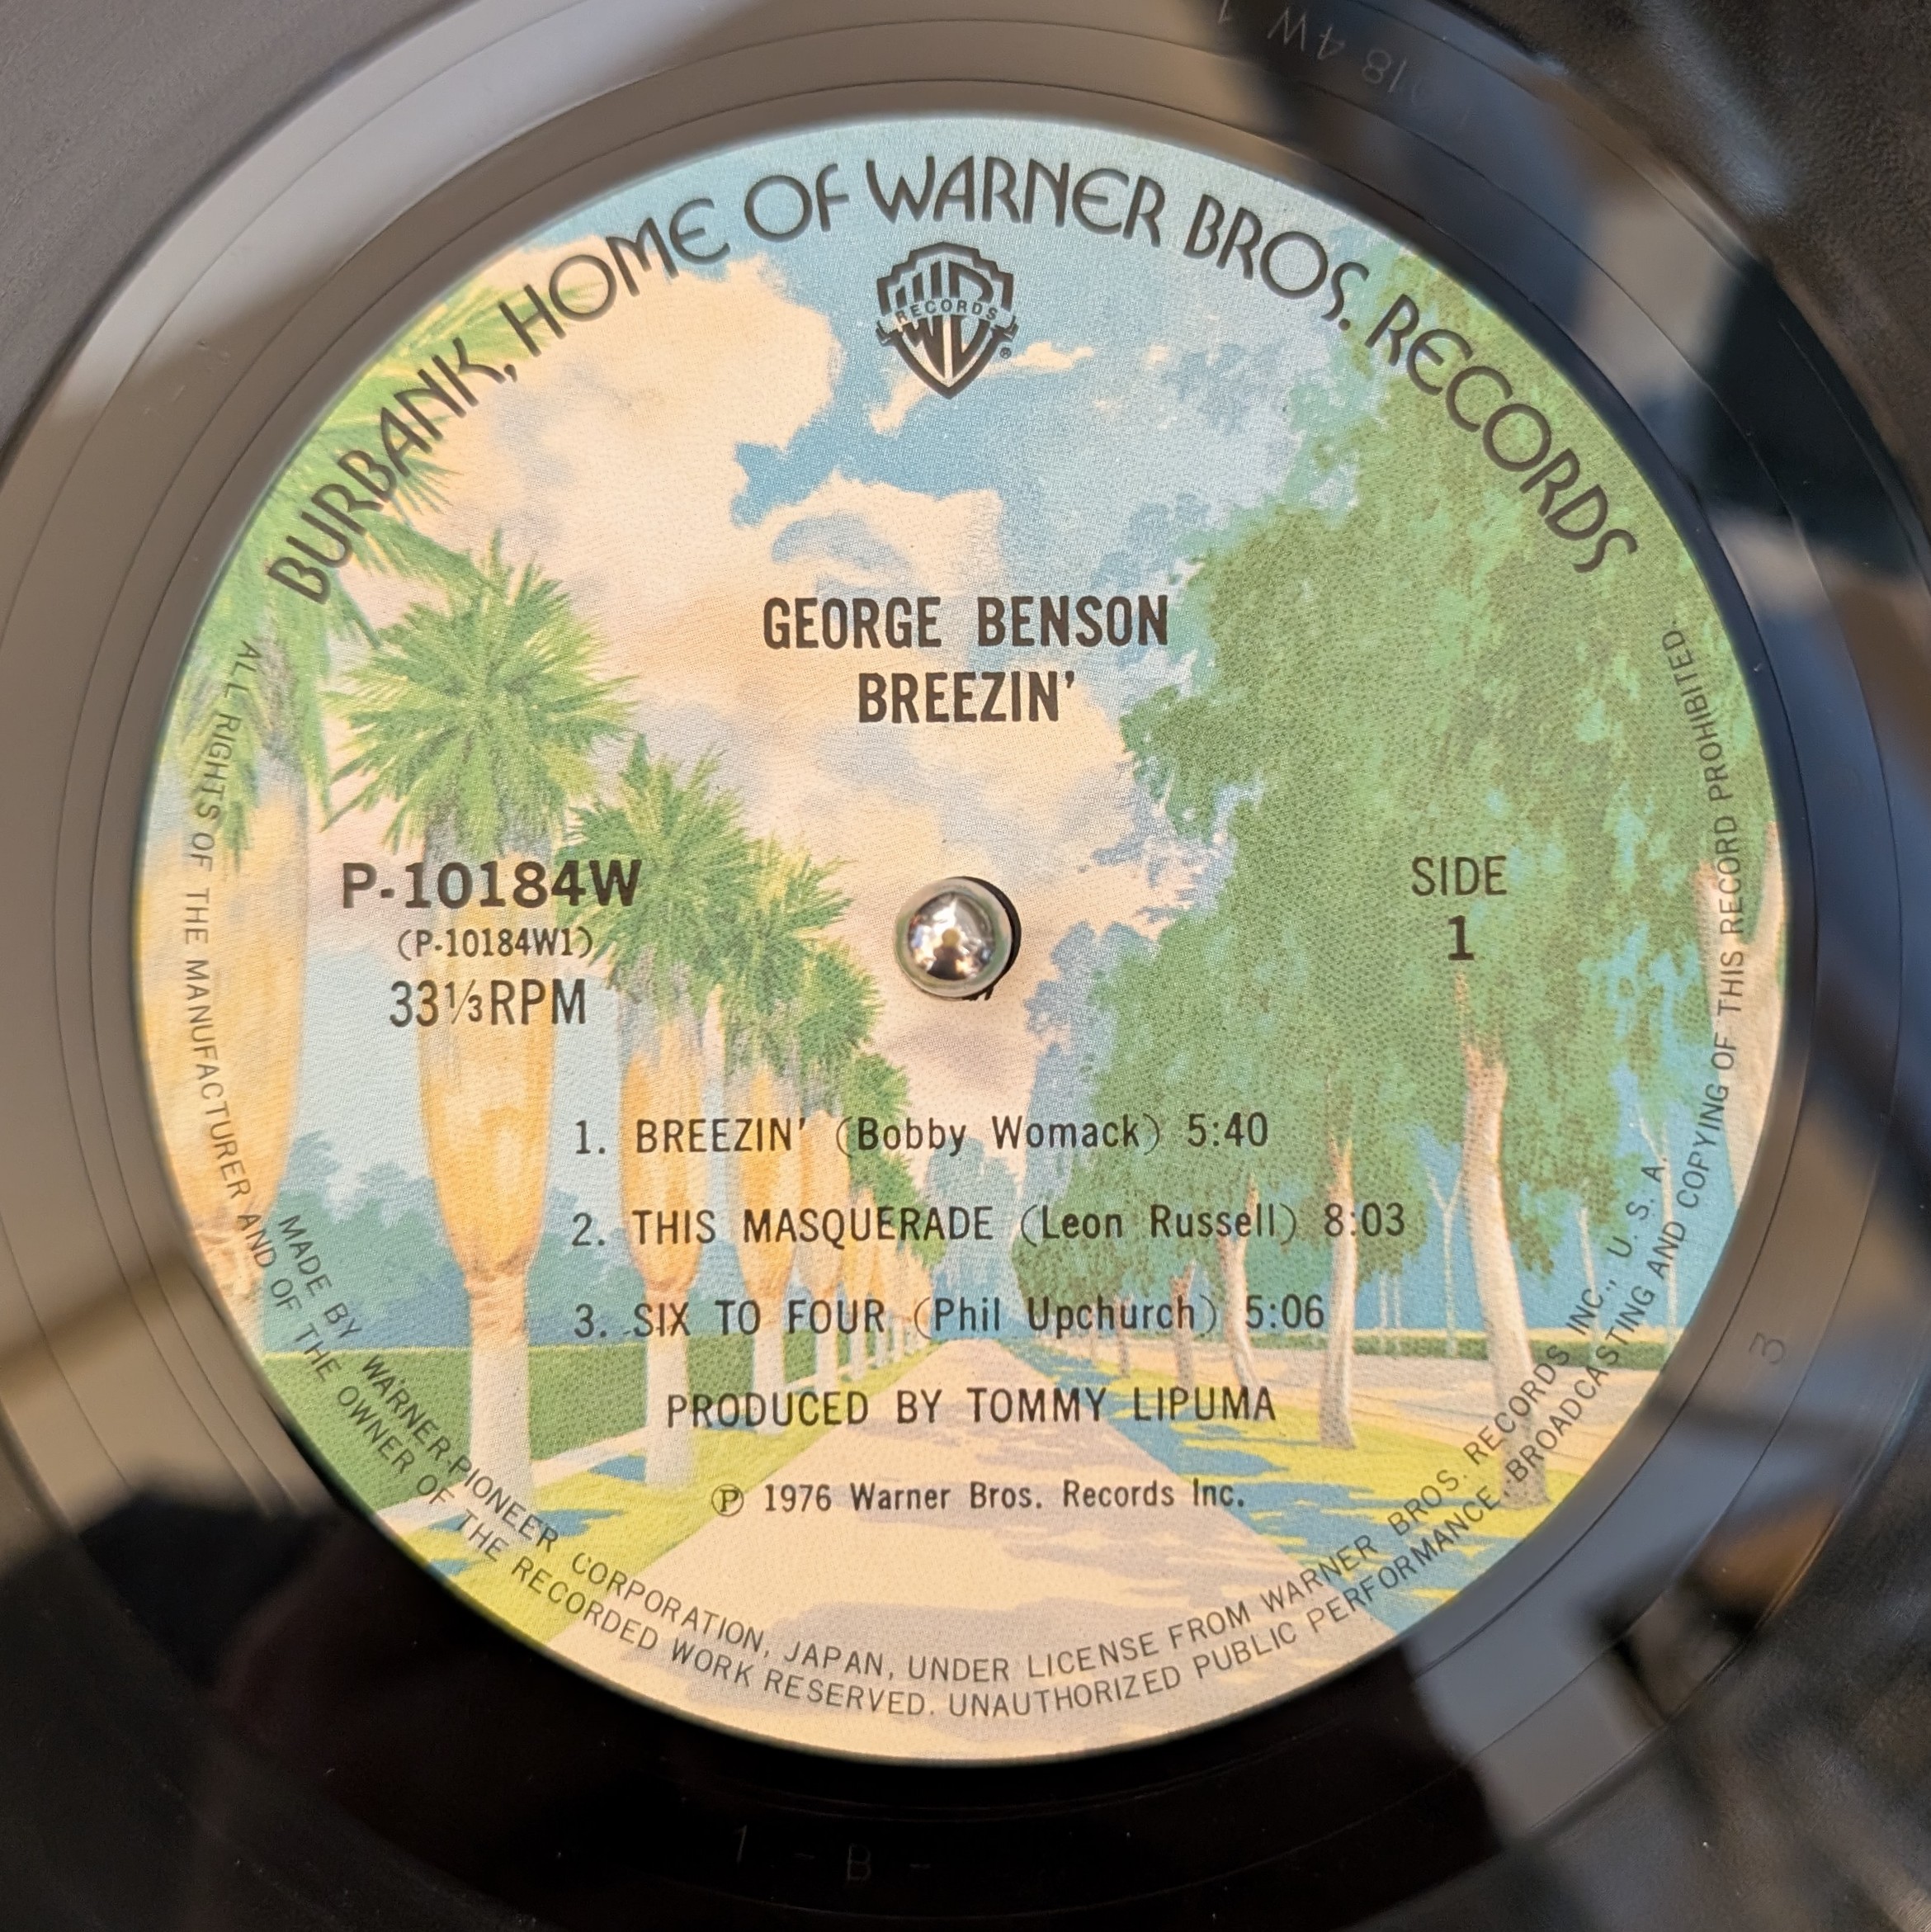 BURBANK, HOME OF WARNER BROS. RECORDS
RECORDS
GEORGE BENSON
BREEZIN'
P-10184W
(P-10184W1)
33⅓RPM
SIDE
1
1. BREEZIN' (Bobby Womack) 5:40
2. THIS MASQUERADE (Leon Russell) 8:03
3. SIX TO FOUR (Phil Upchurch) 5:06
PRODUCED BY TOMMY LIPUMA
℗ 1976 Warner Bros. Records Inc.
MADE BY WARNER-PIONEER CORPORATION, JAPAN, UNDER LICENSE FROM WARNER BROS. RECORDS INC., U. S. A.
ALL RIGHTS OF THE MANUFACTURER AND OF THE OWNER OF THE RECORDED WORK RESERVED. UNAUTHORIZED PUBLIC PERFORMANCE, BROADCASTING AND COPYING OF THIS RECORD PROHIBITED.
3
1 - B -